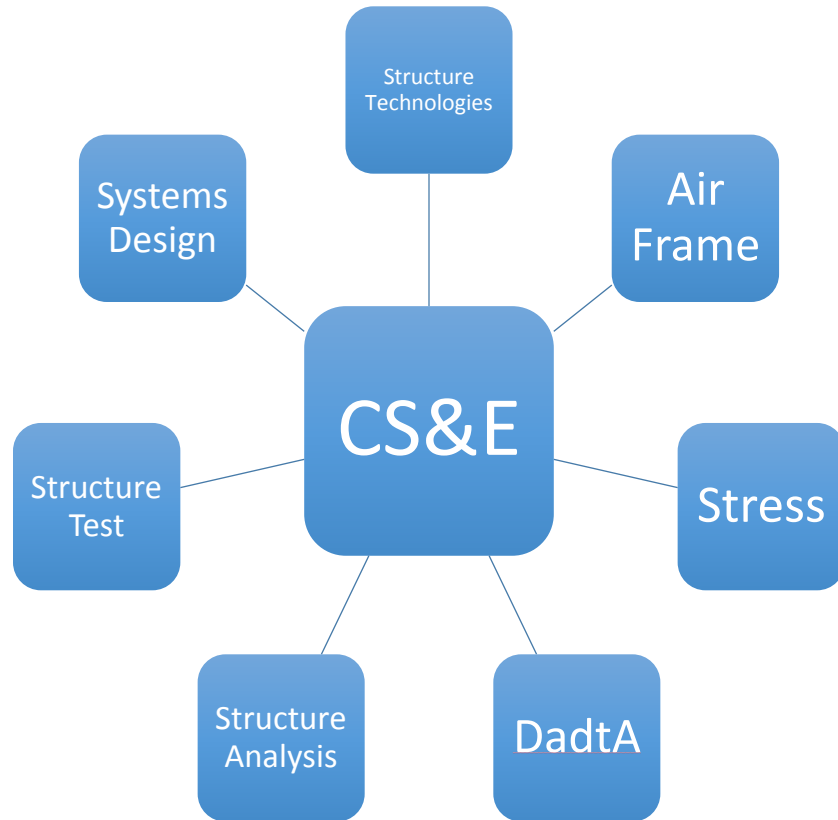 Structure
Technologies
Systems
Design
Air
Frame
CS&E
Structure
Test
Stress
Structure
Analysis
DadtA